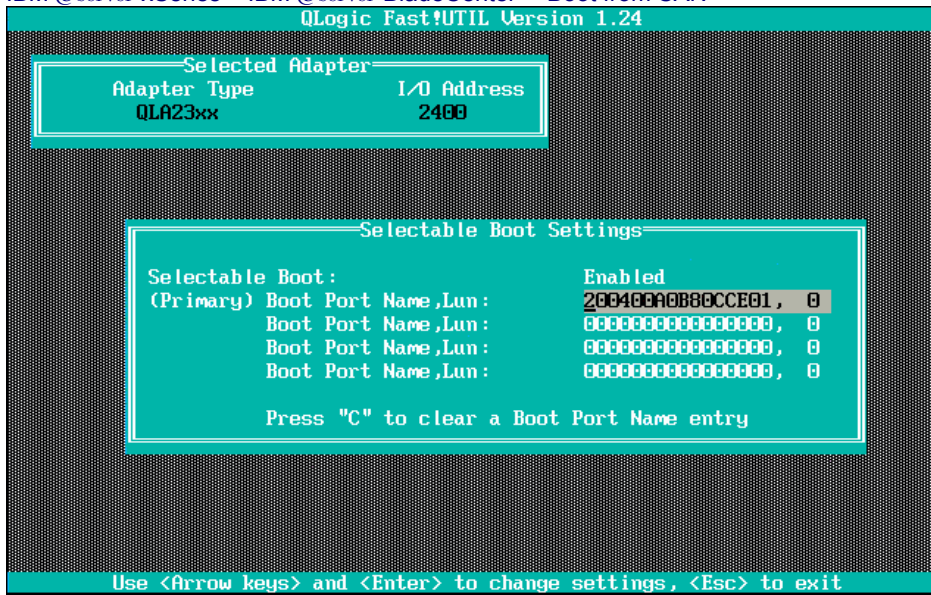 QLogic Fast!UTIL Version 1.24
Selected Adapter
Adapter Type I/O Address
QLA23xx 2400
Selectable Boot Settings
Selectable Boot: Enabled
(Primary) Boot Port Name,Lun: 200400A0B80CCE01, 0
Boot Port Name,Lun: 0000000000000000, 0
Boot Port Name,Lun: 0000000000000000, 0
Boot Port Name,Lun: 0000000000000000, 0
Press "C" to clear a Boot Port Name entry
Use <Arrow keys> and <Enter> to change settings, <Esc> to exit